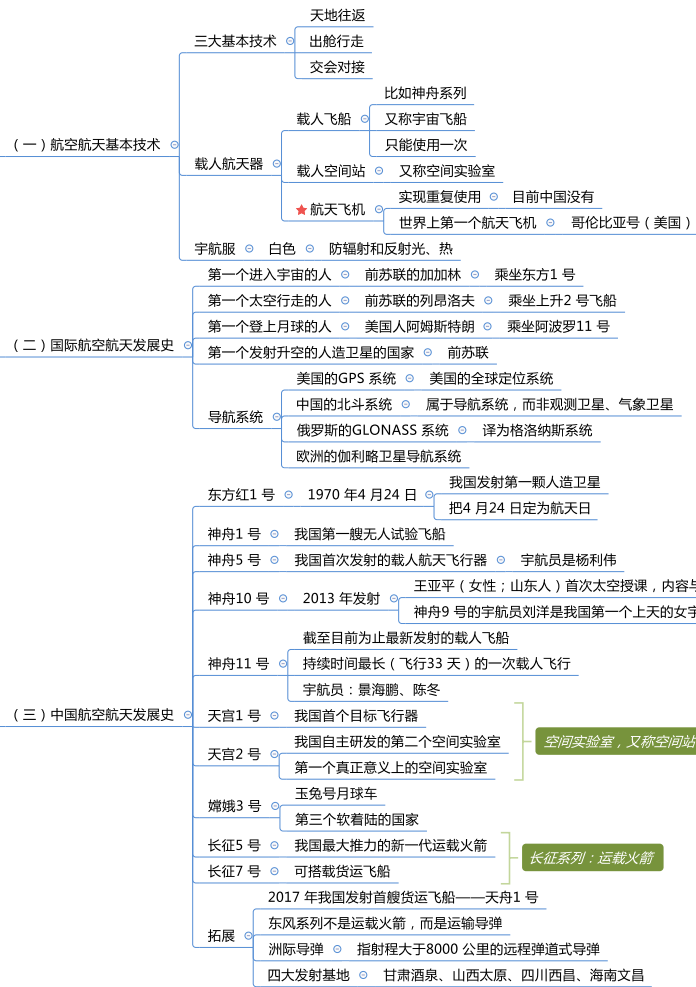 天地往返
三大基本技术
出舱行走
交会对接
比如神舟系列
载人飞船
又称宇宙飞船
（一）航空航天基本技术
只能使用一次
载人航天器
载人空间站
又称空间实验室
实现重复使用
目前中国没有
航天飞机
世界上第一个航天飞机
哥伦比亚号（美国）
宇航服
白色
防辐射和反射光、热
第一个进入宇宙的人
前苏联的加加林
乘坐东方1 号
第一个太空行走的人
前苏联的列昂洛夫
乘坐上升2 号飞船
第一个登上月球的人
美国人阿姆斯特朗
乘坐阿波罗11 号
（二）国际航空航天发展史
第一个发射升空的人造卫星的国家
前苏联
美国的GPS 系统
美国的全球定位系统
中国的北斗系统
属于导航系统，而非观测卫星、气象卫星
导航系统
俄罗斯的GLONASS 系统
译为格洛纳斯系统
欧洲的伽利略卫星导航系统
我国发射第一颗人造卫星
东方红1 号
1970 年4 月24 日
把4 月24 日定为航天日
神舟1 号
我国第一艘无人试验飞船
神舟5 号
我国首次发射的载人航天飞行器
宇航员是杨利伟
王亚平（女性；山东人）首次太空授课，内容与
神舟10 号
2013 年发射
神舟9 号的宇航员刘洋是我国第一个上天的女宇
截至目前为止最新发射的载人飞船
神舟11 号
持续时间最长（飞行33 天）的一次载人飞行
宇航员：景海鹏、陈冬
（三）中国航空航天发展史
天宫1 号
我国首个目标飞行器
我国自主研发的第二个空间实验室
空间实验室，又称空间站
天宫2 号
第一个真正意义上的空间实验室
玉兔号月球车
嫦娥3 号
第三个软着陆的国家
长征5 号
我国最大推力的新一代运载火箭
长征系列：运载火箭
长征7 号
可搭载货运飞船
2017 年我国发射首艘货运飞船——天舟1 号
东风系列不是运载火箭，而是运输导弹
拓展
洲际导弹
指射程大于8000 公里的远程弹道式导弹
四大发射基地
甘肃酒泉、山西太原、四川西昌、海南文昌